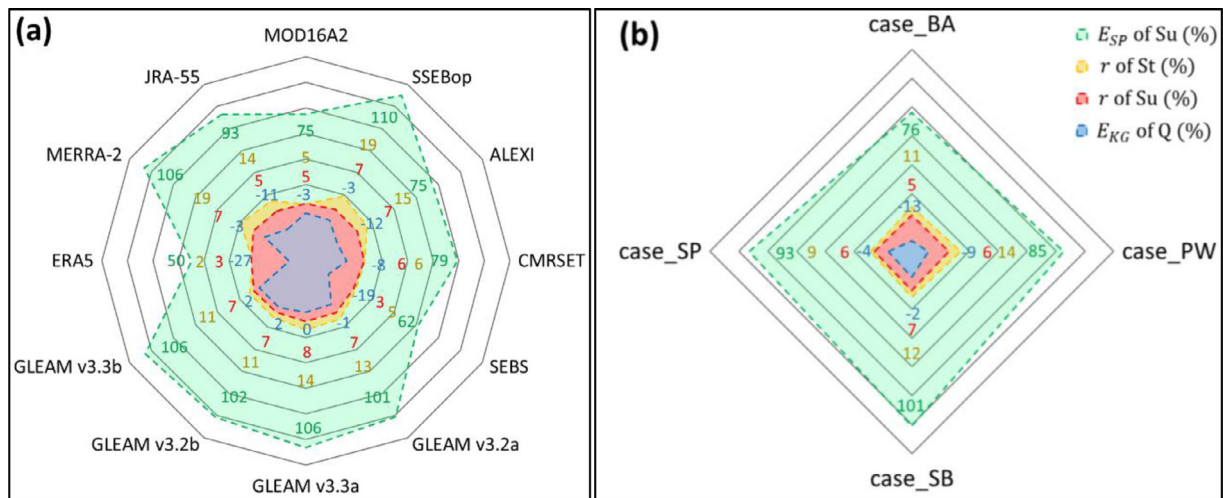 (a)
MOD16A2
JRA-55
SSEBop
MERRA-2
ALEXI
ERA5
CMRSET
GLEAM v3.3b
SEBS
GLEAM v3.2b
GLEAM v3.2a
GLEAM v3.3a
75
5
5
-3
110
19
7
-3
75
15
7
-12
79
6
6
-8
62
5
3
-19
101
13
7
-1
106
14
8
0
102
11
7
2
106
11
7
2
50
2
3
-27
106
19
7
-3
93
14
5
-11
(b)
case_BA
E_SP of Su (%)
r of St (%)
r of Su (%)
E_KG of Q (%)
76
11
5
-13
case_SP
93 9 6 -4
-9 6 14 85
case_PW
-2
7
12
101
case_SB